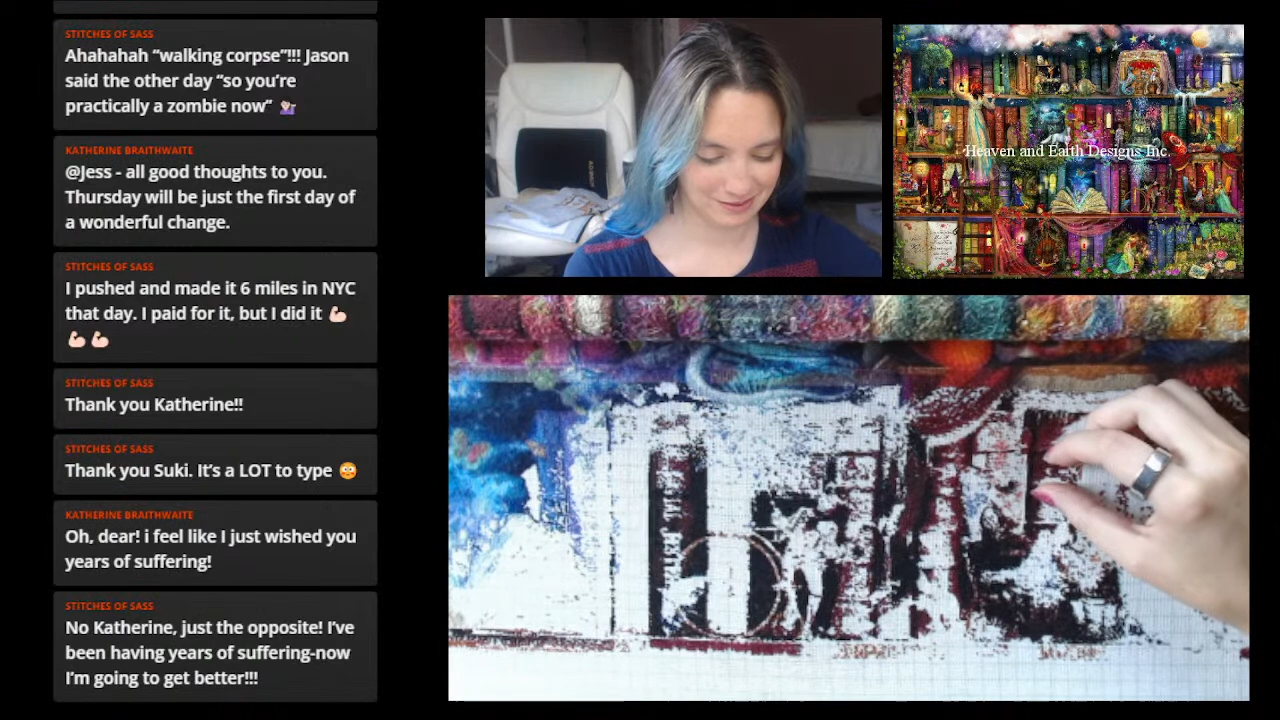 STITCHES OF SASS
Ahahahah “walking corpse”!!! Jason
said the other day “so you’re
practically a zombie now” 💁🏻‍♀️
KATHERINE BRAITHWAITE
@Jess - all good thoughts to you.
Thursday will be just the first day of
a wonderful change.
STITCHES OF SASS
I pushed and made it 6 miles in NYC
that day. I paid for it, but I did it 💪🏻
💪🏻 💪🏻
STITCHES OF SASS
Thank you Katherine!!
STITCHES OF SASS
Thank you Suki. It’s a LOT to type 😳
KATHERINE BRAITHWAITE
Oh, dear! i feel like I just wished you
years of suffering!
STITCHES OF SASS
No Katherine, just the opposite! I’ve
been having years of suffering-now
I’m going to get better!!!
Heaven and Earth Designs Inc.